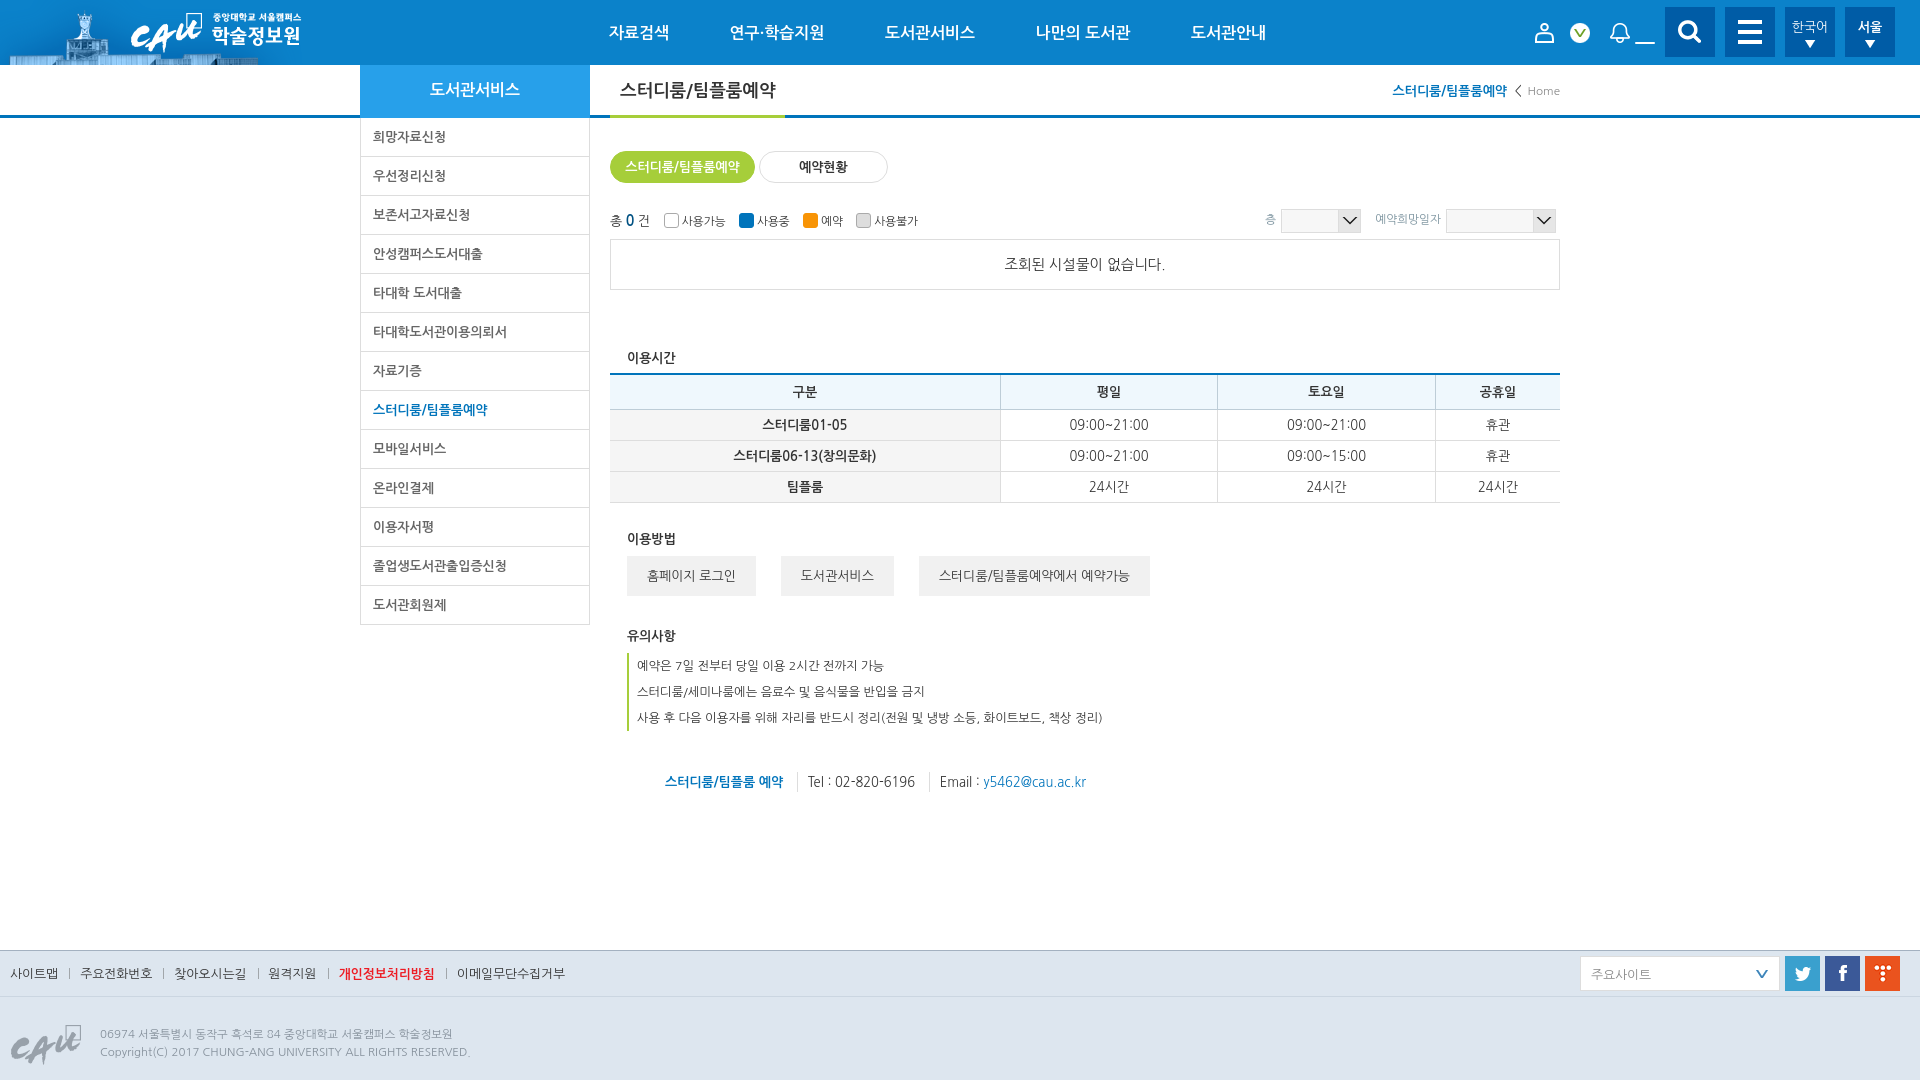 중앙대학교 서울캠퍼스
CAU 학술정보원
자료검색 연구·학습지원 도서관서비스 나만의 도서관 도서관안내
한국어 서울
도서관서비스
스터디룸/팀플룸예약
스터디룸/팀플룸예약 < Home
희망자료신청
우선정리신청
보존서고자료신청
안성캠퍼스도서대출
타대학 도서대출
타대학도서관이용의뢰서
자료기증
스터디룸/팀플룸예약
모바일서비스
온라인결제
이용자서평
졸업생도서관출입증신청
도서관회원제
스터디룸/팀플룸예약 예약현황
총 0 건 사용가능 사용중 예약 사용불가 층 예약희망일자
조회된 시설물이 없습니다.
이용시간
구분 평일 토요일 공휴일
스터디룸01-05 09:00~21:00 09:00~21:00 휴관
스터디룸06-13(창의문화) 09:00~21:00 09:00~15:00 휴관
팀플룸 24시간 24시간 24시간
이용방법
홈페이지 로그인 도서관서비스 스터디룸/팀플룸예약에서 예약가능
유의사항
예약은 7일 전부터 당일 이용 2시간 전까지 가능
스터디룸/세미나룸에는 음료수 및 음식물을 반입을 금지
사용 후 다음 이용자를 위해 자리를 반드시 정리(전원 및 냉방 소등, 화이트보드, 책상 정리)
스터디룸/팀플룸 예약 Tel : 02-820-6196 Email : y5462@cau.ac.kr
사이트맵 주요전화번호 찾아오시는길 원격지원 개인정보처리방침 이메일무단수집거부
주요사이트
CAU
06974 서울특별시 동작구 흑석로 84 중앙대학교 서울캠퍼스 학술정보원
Copyright(C) 2017 CHUNG-ANG UNIVERSITY ALL RIGHTS RESERVED.